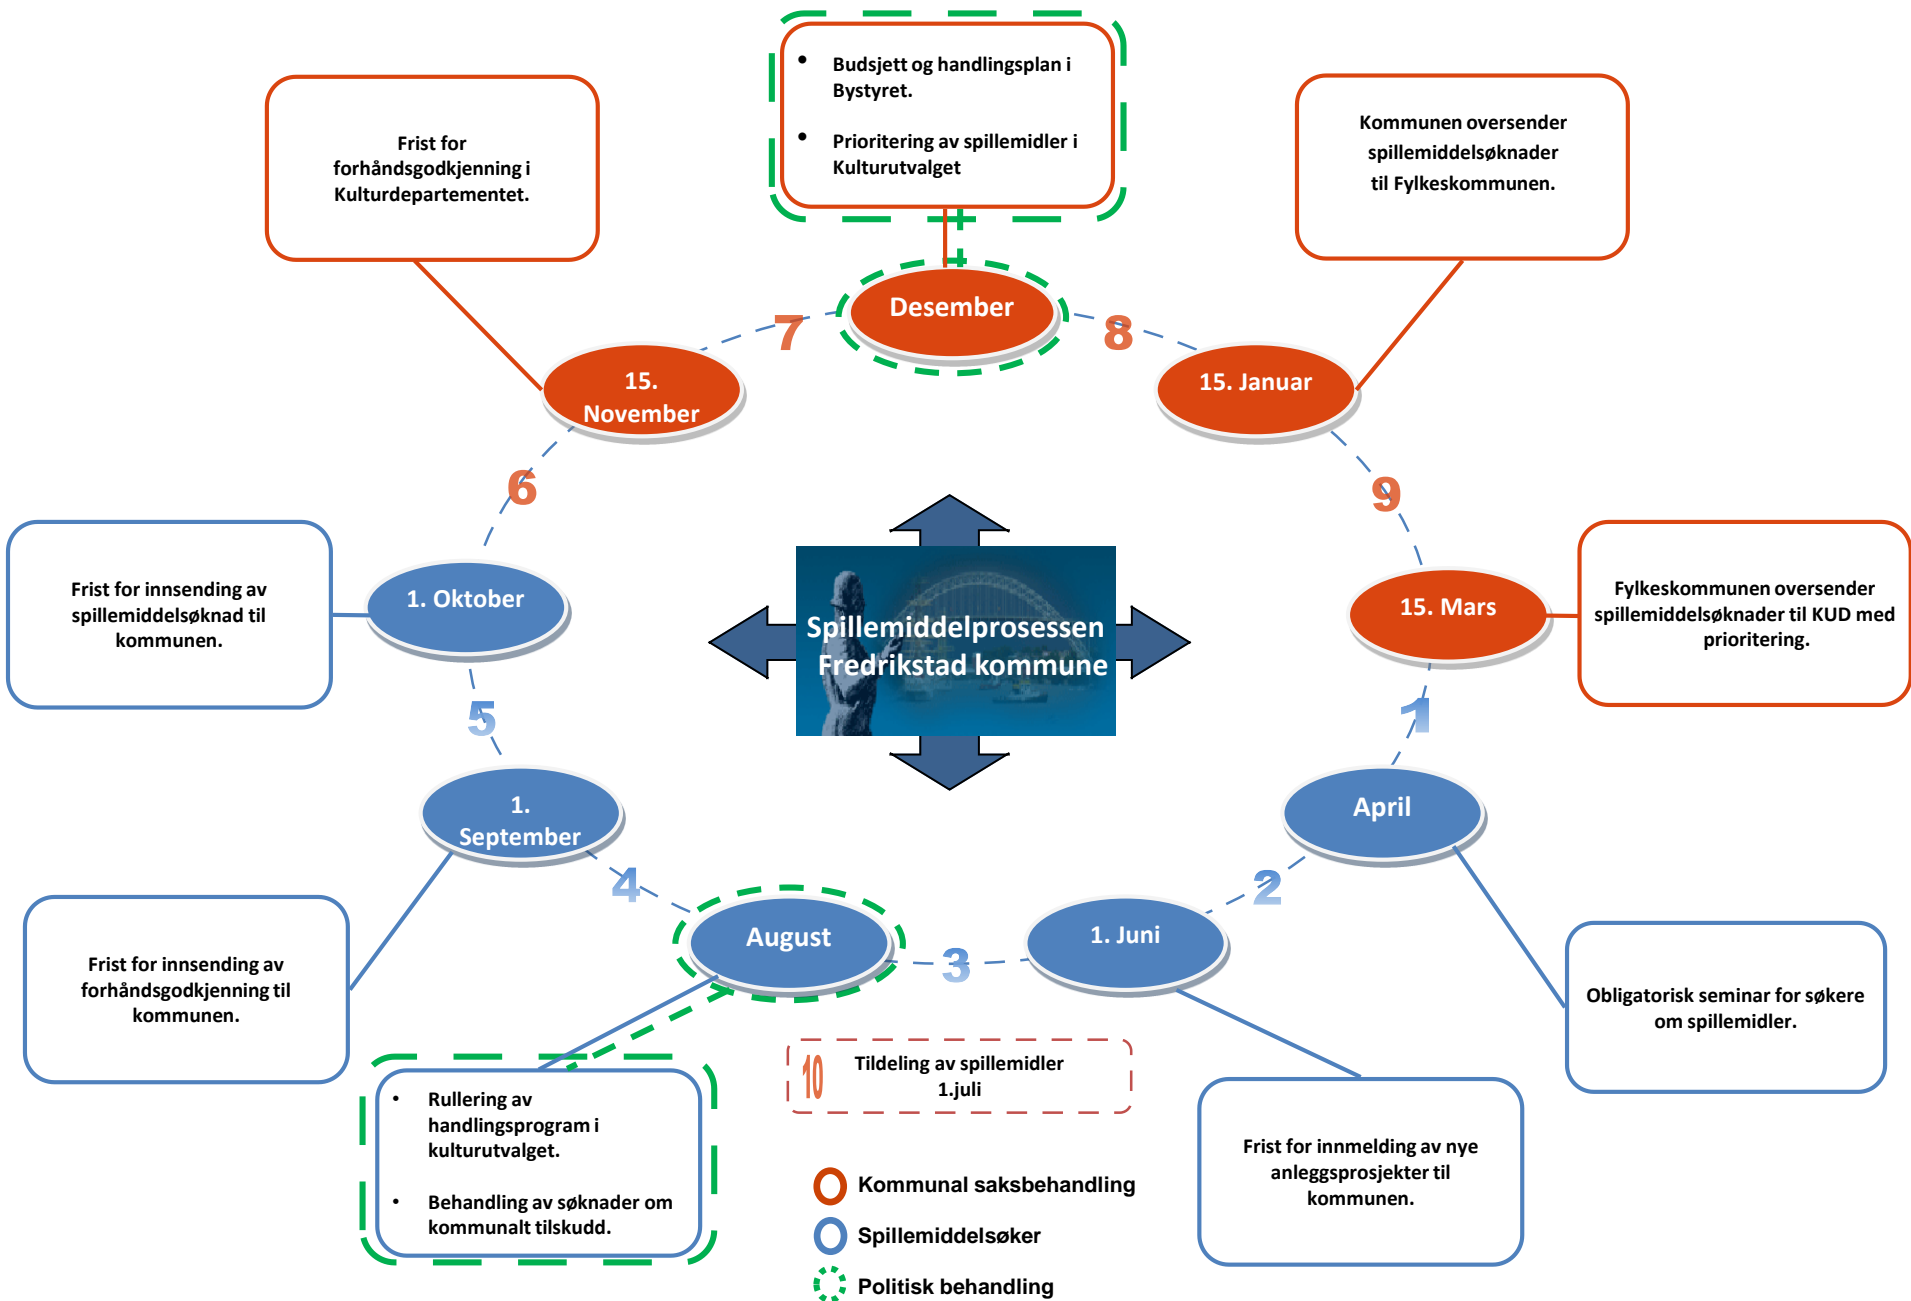 • Budsjett og handlingsplan i
Bystyret.
• Prioritering av spillemidler i
Kulturutvalget
Frist for
forhåndsgodkjenning i
Kulturdepartementet.
Kommunen oversender
spillemiddelsøknader
til Fylkeskommunen.
Desember
7
8
15.
November
15. Januar
6
9
Frist for innsending av
spillemiddelsøknad til
kommunen.
1. Oktober
Spillemiddelprosessen
Fredrikstad kommune
15. Mars
Fylkeskommunen oversender
spillemiddelsøknader til KUD med
prioritering.
5
1
1.
September
April
4
2
August
3
1. Juni
Frist for innsending av
forhåndsgodkjenning til
kommunen.
Obligatorisk seminar for søkere
om spillemidler.
10
Tildeling av spillemidler
1.juli
• Rullering av
handlingsprogram i
kulturutvalget.
• Behandling av søknader om
kommunalt tilskudd.
Frist for innmelding av nye
anleggsprosjekter til
kommunen.
Kommunal saksbehandling
Spillemiddelsøker
Politisk behandling